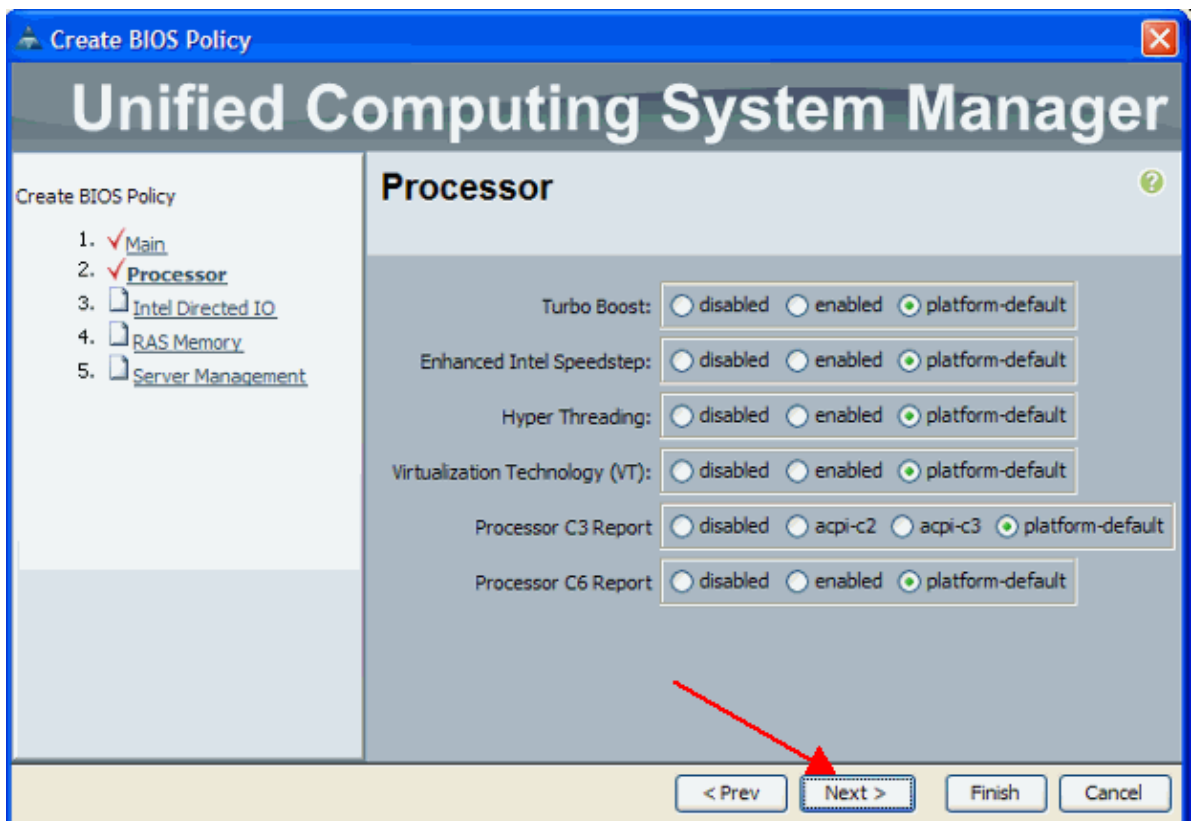 Create BIOS Policy
Unified Computing System Manager
Create BIOS Policy
1. Main
2. Processor
3. Intel Directed IO
4. RAS Memory
5. Server Management
Processor
?
Turbo Boost: disabled enabled platform-default
Enhanced Intel Speedstep: disabled enabled platform-default
Hyper Threading: disabled enabled platform-default
Virtualization Technology (VT): disabled enabled platform-default
Processor C3 Report disabled acpi-c2 acpi-c3 platform-default
Processor C6 Report disabled enabled platform-default
< Prev Next > Finish Cancel